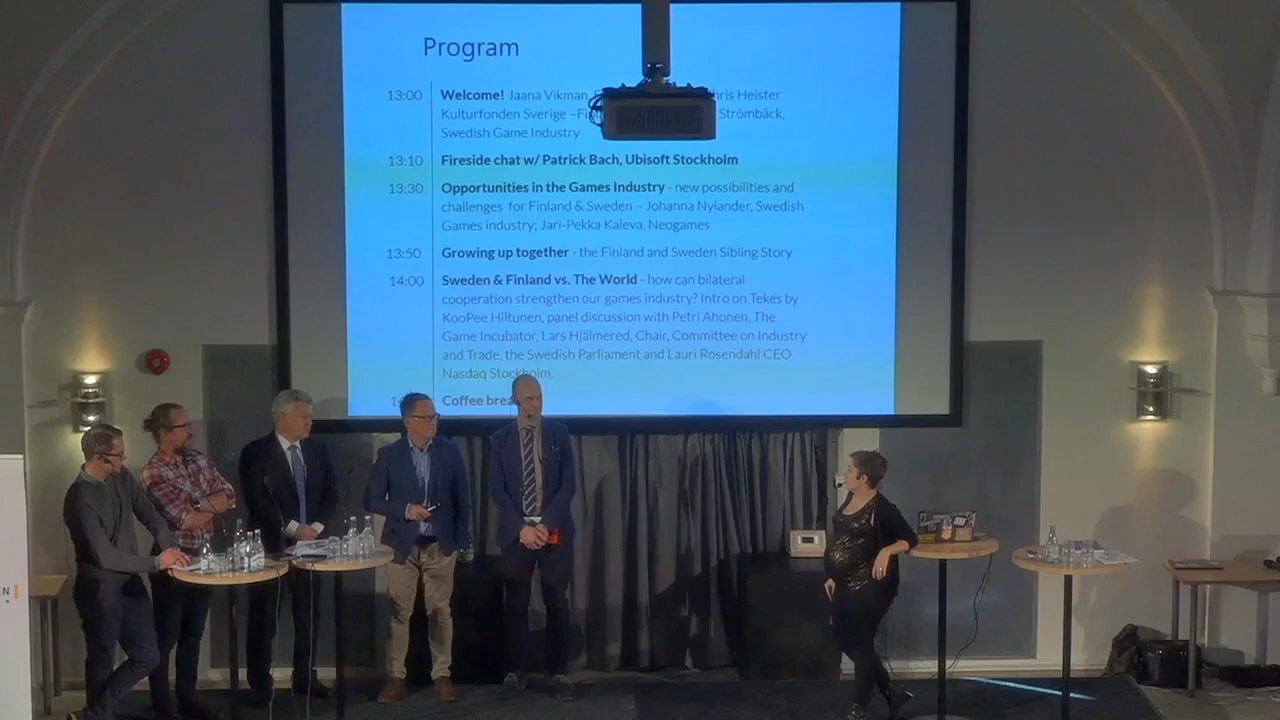 Program
13:00 Welcome! Jaana Vikman, hris Heister
Kulturfonden Sverige –Finl Strömbäck,
Swedish Game Industry
13:10 Fireside chat w/ Patrick Bach, Ubisoft Stockholm
13:30 Opportunities in the Games Industry - new possibilities and
challenges for Finland & Sweden – Johanna Nylander, Swedish
Games industry; Jari-Pekka Kaleva, Neogames
13:50 Growing up together - the Finland and Sweden Sibling Story
14:00 Sweden & Finland vs. The World - how can bilateral
cooperation strengthen our games industry? Intro on Tekes by
KooPee Hiltunen, panel discussion with Petri Ahonen, The
Game Incubator, Lars Hjälmered, Chair, Committee on Industry
and Trade, the Swedish Parliament and Lauri Rosendahl CEO
Nasdaq Stockholm.
Coffee brea